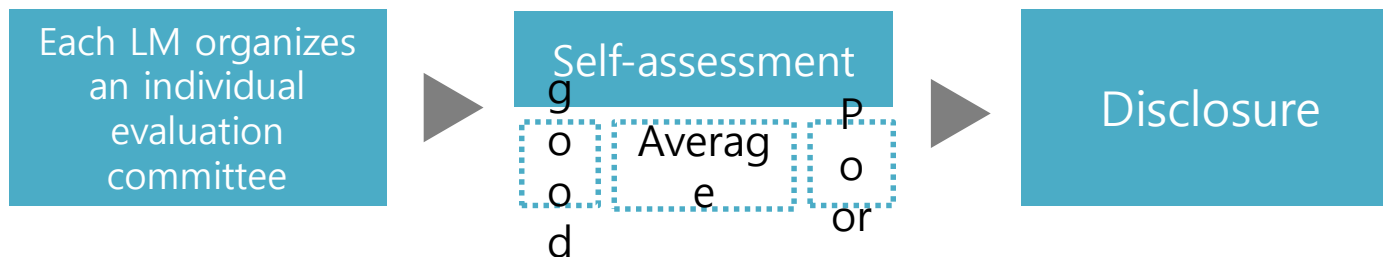 Each LM organizes
an individual
evaluation
committee
Self-assessment
g
o
o
d
Averag
e
P
o
or
Disclosure